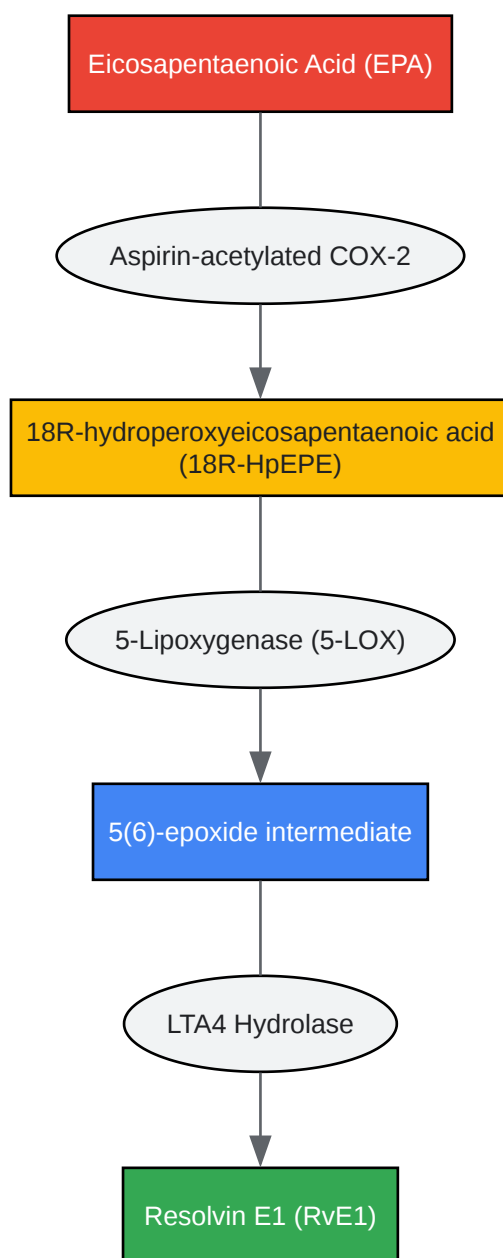 Eicosapentaenoic Acid (EPA)
Aspirin-acetylated COX-2
18R-hydroperoxyeicosapentaenoic acid
(18R-HpEPE)
5-Lipoxygenase (5-LOX)
5(6)-epoxide intermediate
LTA4 Hydrolase
Resolvin E1 (RvE1)